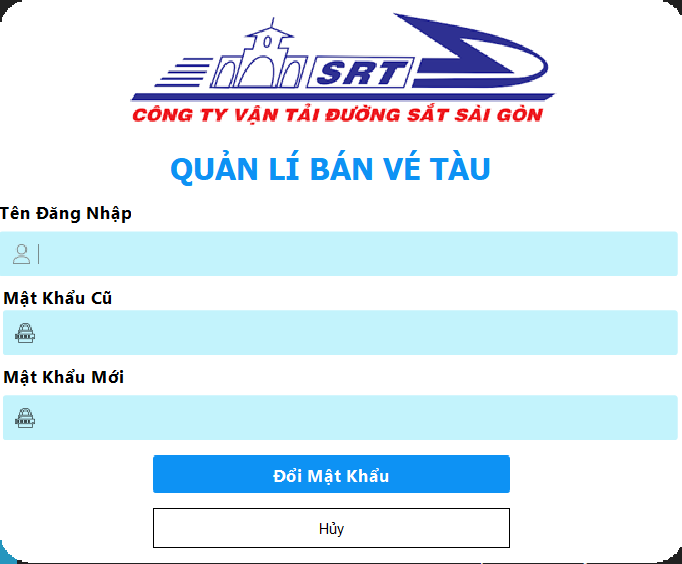 SRT
CÔNG TY VẬN TẢI ĐƯỜNG SẮT SÀI GÒN
QUẢN LÍ BÁN VÉ TÀU
Tên Đăng Nhập
Mật Khẩu Cũ
Mật Khẩu Mới
Đổi Mật Khẩu
Hủy